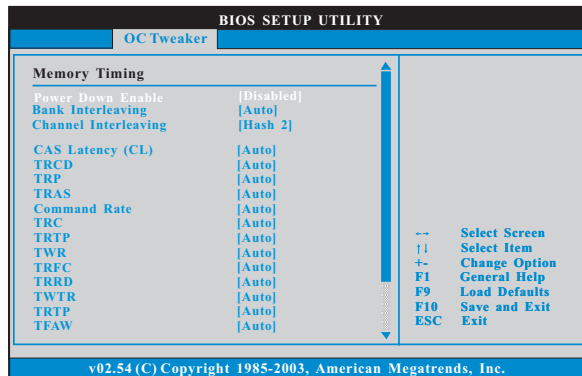 BIOS SETUP UTILITY
OC Tweaker
Memory Timing
Power Down Enable [Disabled]
Bank Interleaving [Auto]
Channel Interleaving [Hash 2]
CAS Latency (CL) [Auto]
TRCD [Auto]
TRP [Auto]
TRAS [Auto]
Command Rate [Auto]
TRC [Auto]
TRTP [Auto]
TWR [Auto]
TRFC [Auto]
TRRD [Auto]
TWTR [Auto]
TRTP [Auto]
TFAW [Auto]
←→ Select Screen
↑↓ Select Item
+- Change Option
F1 General Help
F9 Load Defaults
F10 Save and Exit
ESC Exit
v02.54 (C) Copyright 1985-2003, American Megatrends, Inc.